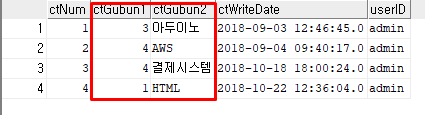 ctNum ctGubun1 ctGubun2 ctWriteDate userID
1 1 3 아두이노 2018-09-03 12:46:45.0 admin
2 2 4 AWS 2018-09-04 09:40:17.0 admin
3 3 4 결제시스템 2018-10-18 18:00:24.0 admin
4 4 1 HTML 2018-10-22 12:36:04.0 admin